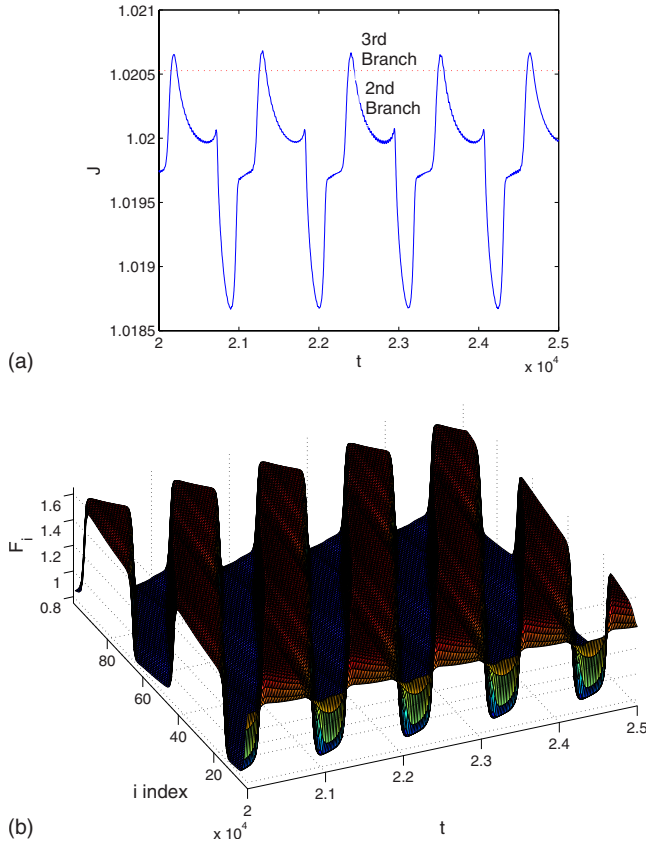 1.021
3rd
Branch
1.0205
2nd
Branch
1.02
J
1.0195
1.019
1.0185
2 2.1 2.2 2.3 2.4 2.5
(a)
t
x 10^4
1.6
1.4
1.2
1
0.8
F_i
80
60
40
20
i index
2 2.1 2.2 2.3 2.4 2.5
x 10^4
t
(b)